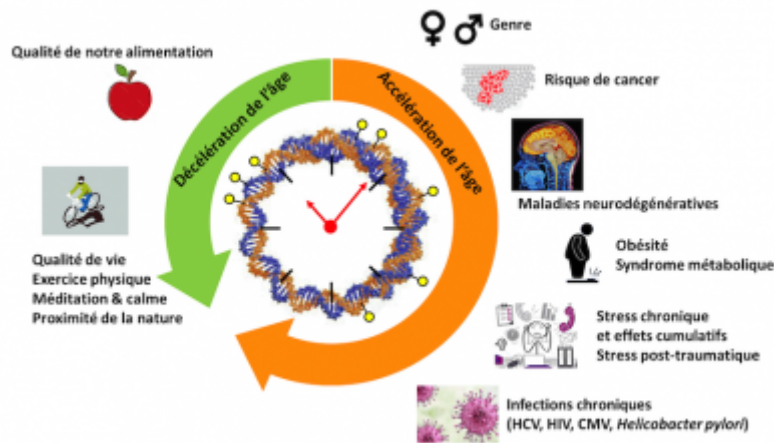 Qualité de notre alimentation
Décélération de l'âge
Qualité de vie
Exercice physique
Méditation & calme
Proximité de la nature
Accélération de l'âge
Genre
Risque de cancer
Maladies neurodégénératives
Obésité
Syndrome métabolique
Stress chronique
et effets cumulatifs
Stress post-traumatique
Infections chroniques
(HCV, HIV, CMV, Helicobacter pylori)